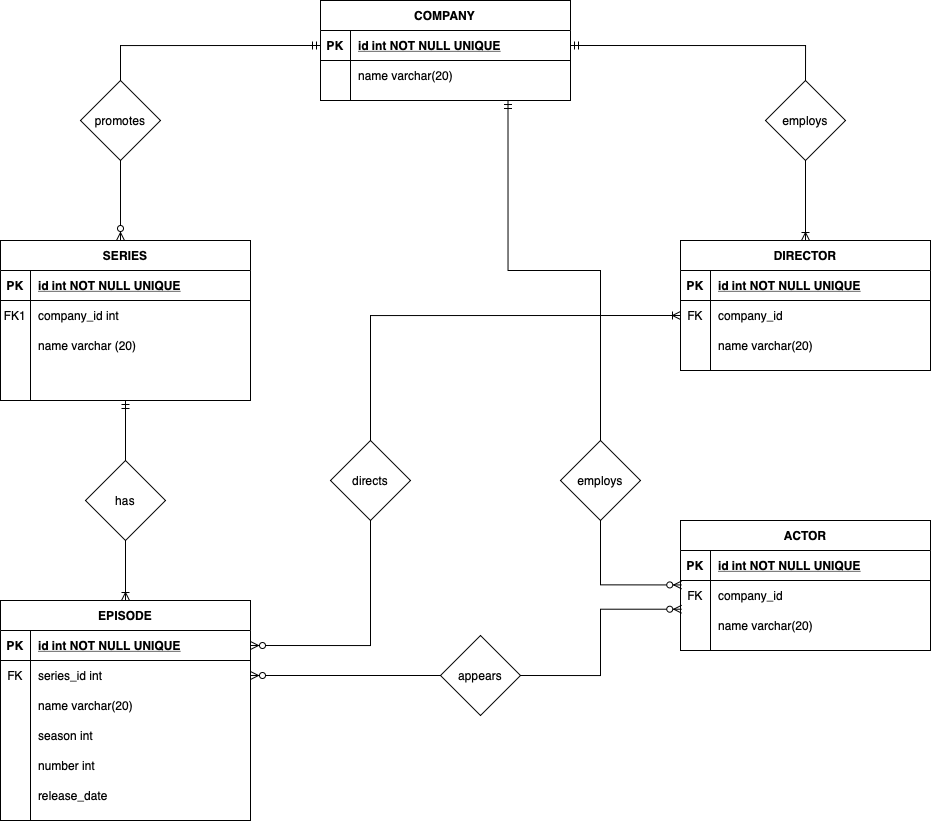 COMPANY
PK id int NOT NULL UNIQUE
name varchar(20)
promotes
employs
SERIES
PK id int NOT NULL UNIQUE
FK1 company_id int
name varchar (20)
DIRECTOR
PK id int NOT NULL UNIQUE
FK company_id
name varchar(20)
has
directs
employs
ACTOR
PK id int NOT NULL UNIQUE
FK company_id
name varchar(20)
EPISODE
PK id int NOT NULL UNIQUE
FK series_id int
name varchar(20)
season int
number int
release_date
appears